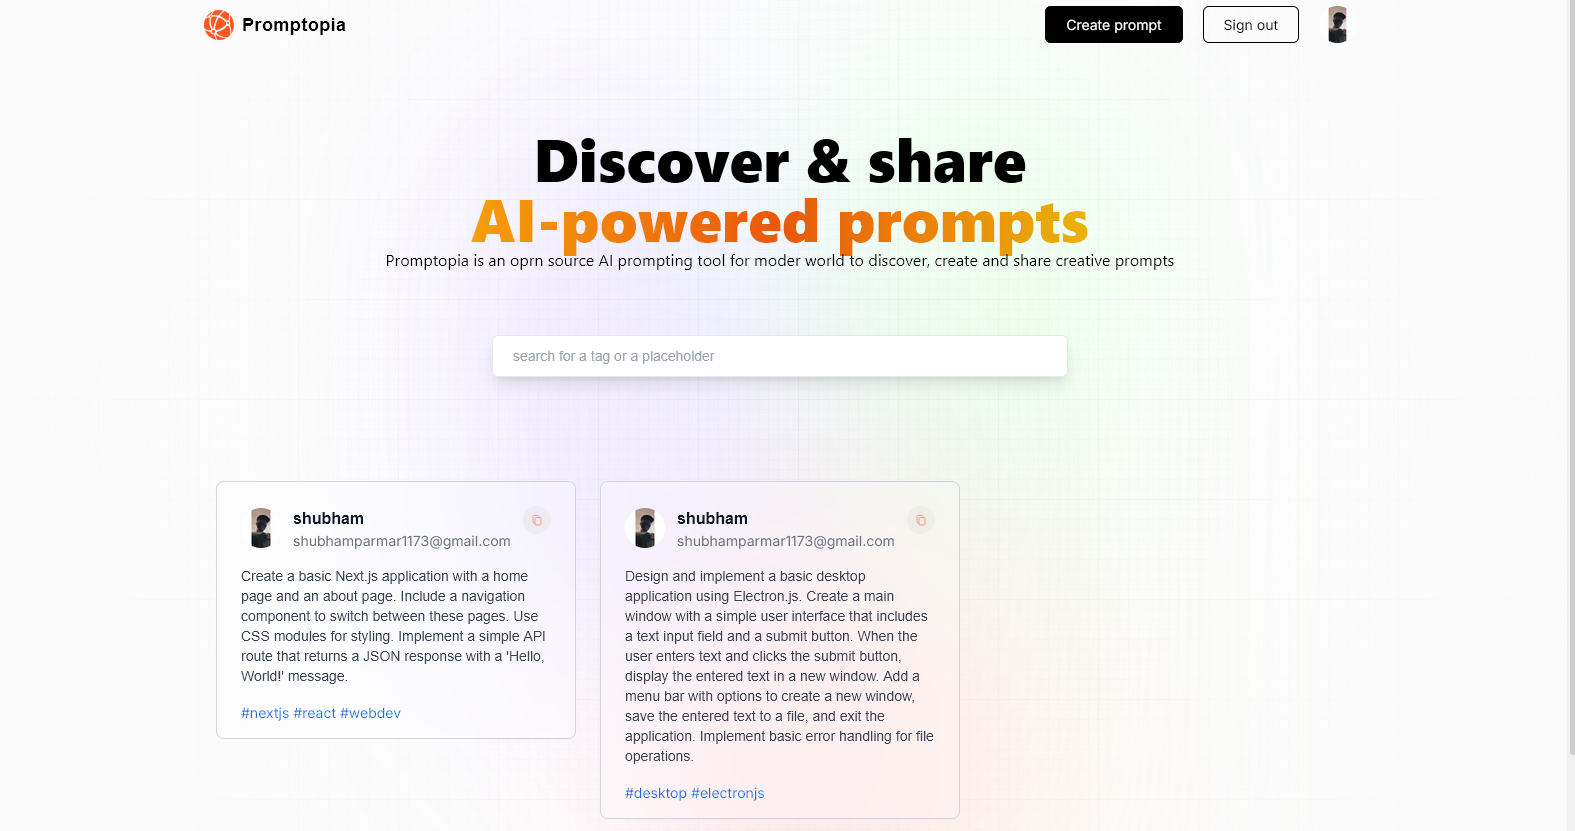 Promptopia
Create prompt
Sign out
Discover & share
AI-powered prompts
Promptopia is an oprn source AI prompting tool for moder world to discover, create and share creative prompts
search for a tag or a placeholder
shubham
shubhamparmar1173@gmail.com
Create a basic Next.js application with a home
page and an about page. Include a navigation
component to switch between these pages. Use
CSS modules for styling. Implement a simple API
route that returns a JSON response with a 'Hello,
World!' message.
#nextjs #react #webdev
shubham
shubhamparmar1173@gmail.com
Design and implement a basic desktop
application using Electron.js. Create a main
window with a simple user interface that includes
a text input field and a submit button. When the
user enters text and clicks the submit button,
display the entered text in a new window. Add a
menu bar with options to create a new window,
save the entered text to a file, and exit the
application. Implement basic error handling for file
operations.
#desktop #electronjs